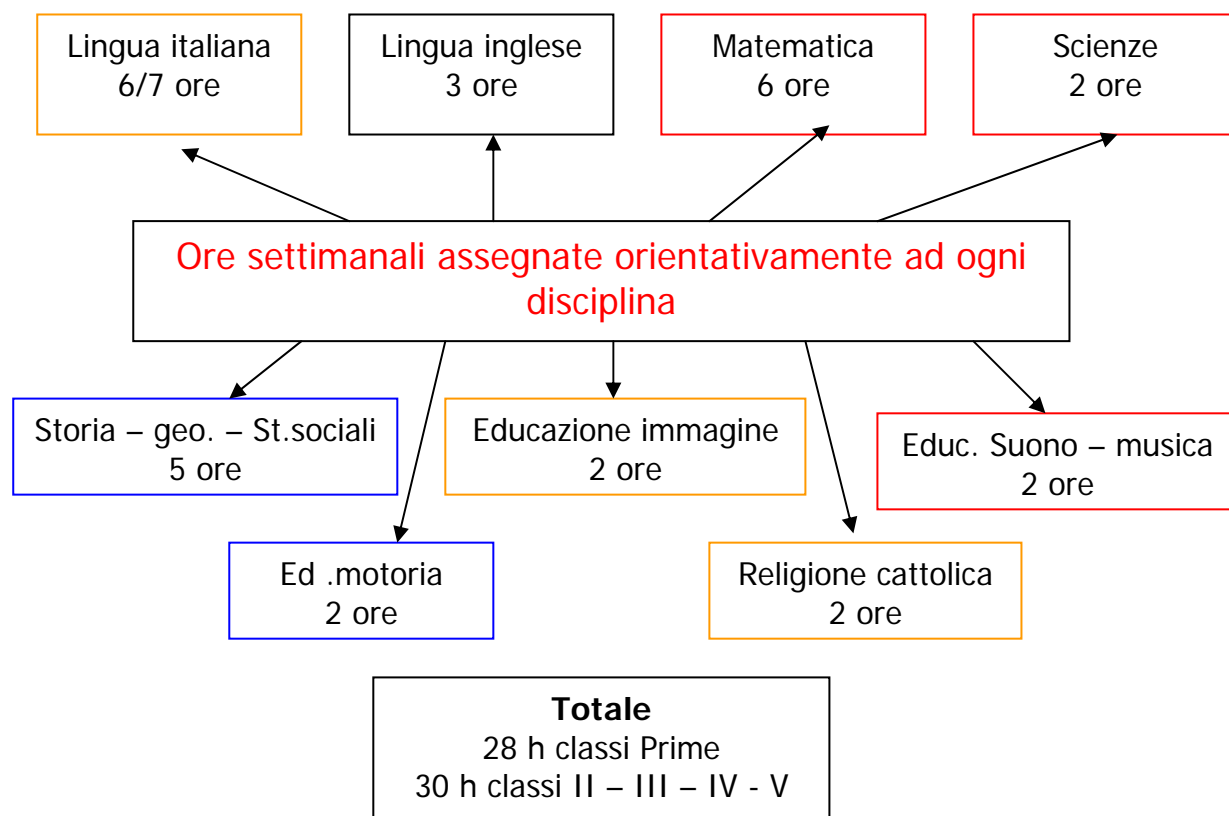 Lingua italiana
6/7 ore
Lingua inglese
3 ore
Matematica
6 ore
Scienze
2 ore
Ore settimanali assegnate orientativamente ad ogni
disciplina
Storia – geo. – St.sociali
5 ore
Educazione immagine
2 ore
Educ. Suono – musica
2 ore
Ed .motoria
2 ore
Religione cattolica
2 ore
Totale
28 h classi Prime
30 h classi II – III – IV - V